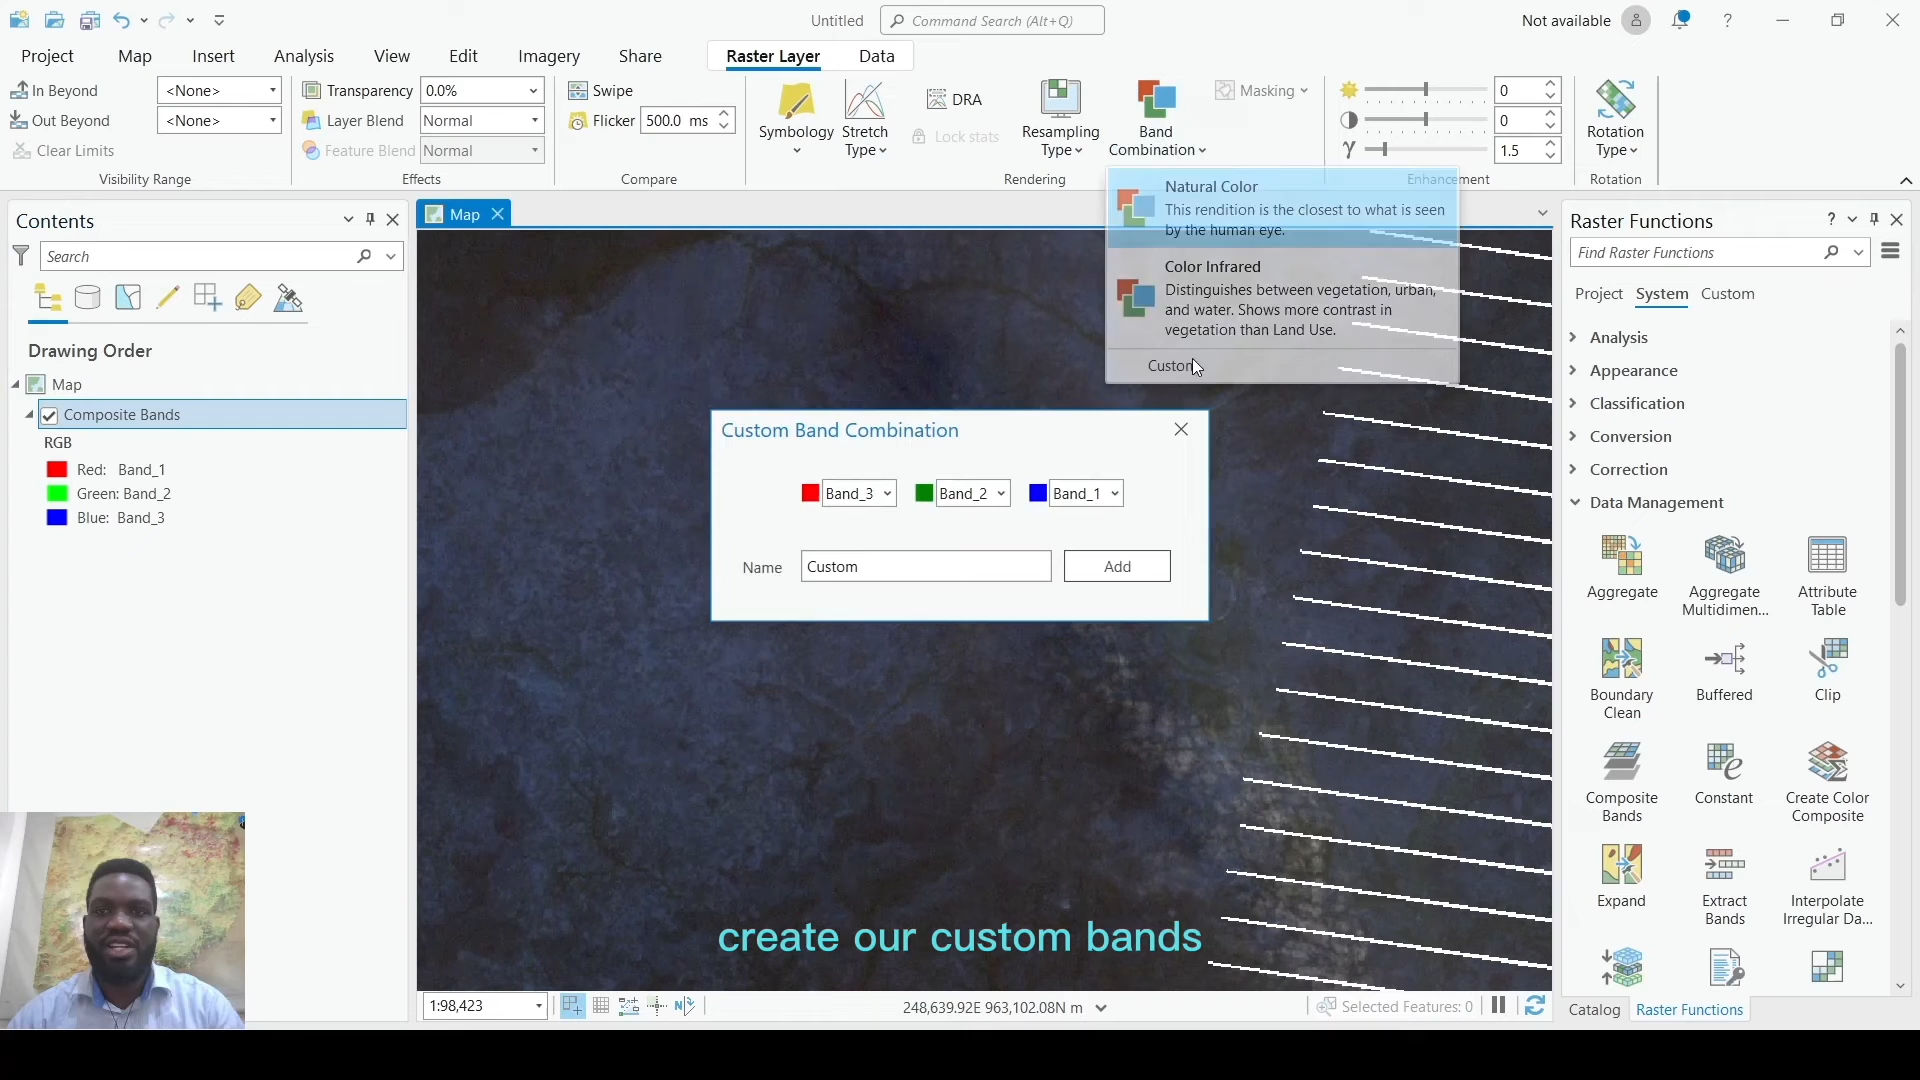 Untitled
Command Search (Alt+Q)
Not available
?
Project
Map
Insert
Analysis
View
Edit
Imagery
Share
Raster Layer
Data
In Beyond
<None>
Out Beyond
<None>
Clear Limits
Visibility Range
Transparency
0.0%
Layer Blend
Normal
Feature Blend
Normal
Effects
Swipe
Flicker
500.0 ms
Compare
Symbology
Stretch
Type
DRA
Lock stats
Resampling
Type
Band
Combination
Masking
Rendering
0
0
1.5
Enhancement
Rotation
Type
Rotation
Natural Color
This rendition is the closest to what is seen
by the human eye.
Color Infrared
Distinguishes between vegetation, urban,
and water. Shows more contrast in
vegetation than Land Use.
Custom
Contents
Search
Drawing Order
Map
Composite Bands
RGB
Red: Band_1
Green: Band_2
Blue: Band_3
Map
Custom Band Combination
Band_3
Band_2
Band_1
Name
Custom
Add
create our custom bands
1:98,423
248,639.92E 963,102.08N m
Selected Features: 0
Raster Functions
?
Find Raster Functions
Project
System
Custom
Analysis
Appearance
Classification
Conversion
Correction
Data Management
Aggregate
Aggregate
Multidimen...
Attribute
Table
Boundary
Clean
Buffered
Clip
Composite
Bands
Constant
Create Color
Composite
Expand
Extract
Bands
Interpolate
Irregular Da...
Catalog
Raster Functions